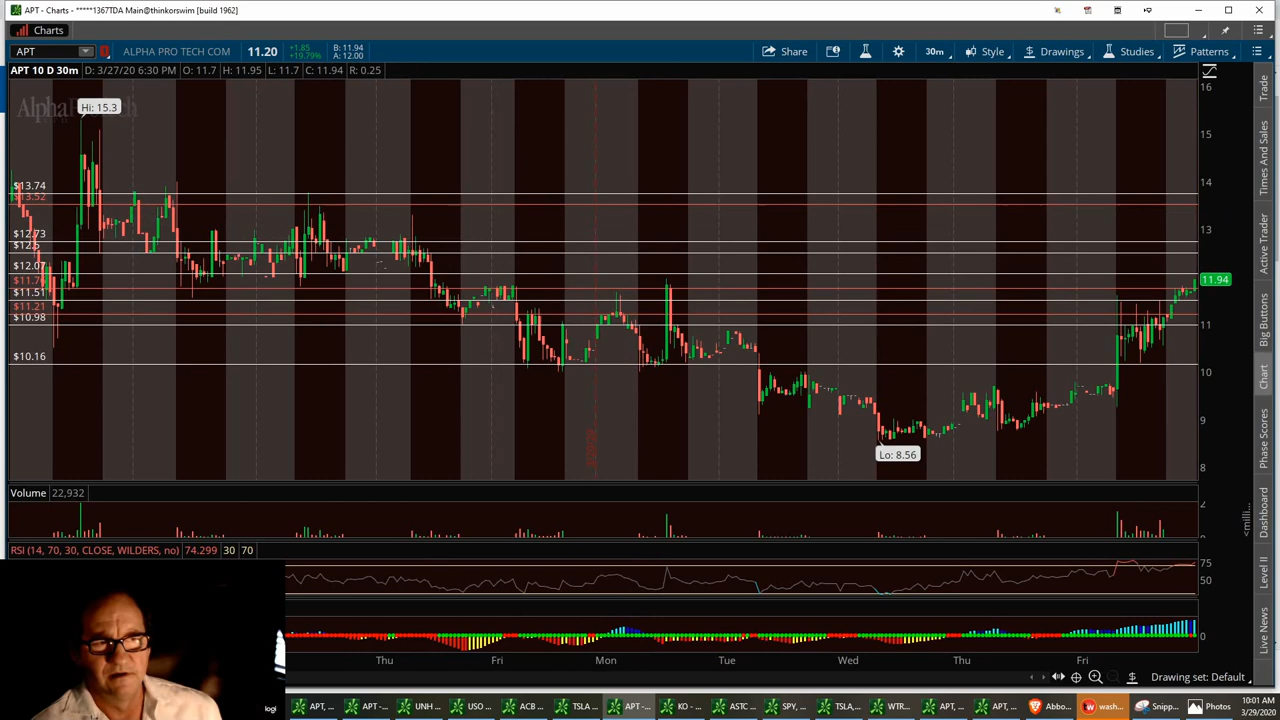 APT - Charts - *****1367TDA Main@thinkorswim [build 1962]
Charts
APT
ALPHA PRO TECH COM
11.20
+1.85
+19.79%
B: 11.94
A: 12.00
Share
30m
Style
Drawings
Studies
Patterns
APT 10 D 30m
D: 3/27/20 6:30 PM
O: 11.7
H: 11.95
L: 11.7
C: 11.94
R: 0.25
Hi: 15.3
$13.74
$13.52
$12.73
$12.5
$12.07
$11.51
$11.21
$10.98
$10.16
Lo: 8.56
16
15
14
13
11.94
11
10
9
8
Trade
Times And Sales
Active Trader
Big Buttons
Chart
Phase Scores
Dashboard
Level II
Live News
Volume
22,932
2
0
<milli...
RSI (14, 70, 30, CLOSE, WILDERS, no)
74.299
30
70
75
50
0
Thu
Fri
Mon
Tue
Wed
Thu
Fri
Drawing set: Default
logi
APT, ...
APT -...
UNH ...
USO ...
ACB ...
TSLA ...
APT -...
KO - ...
ASTC ...
SPY, ...
TSLA,...
WTR...
APT, ...
APT, ...
Abbo...
wash...
Snipp...
Photos
10:01 AM
3/29/2020